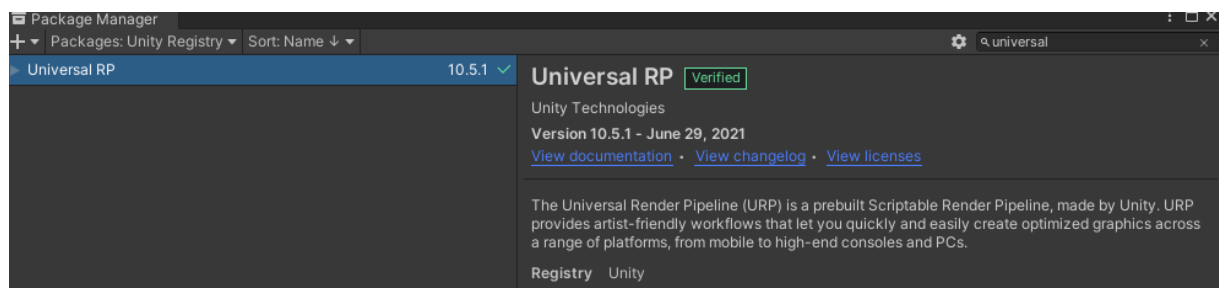 Package Manager
Packages: Unity Registry Sort: Name ↓ universal
Universal RP 10.5.1
Universal RP Verified
Unity Technologies
Version 10.5.1 - June 29, 2021
View documentation • View changelog • View licenses
The Universal Render Pipeline (URP) is a prebuilt Scriptable Render Pipeline, made by Unity. URP
provides artist-friendly workflows that let you quickly and easily create optimized graphics across
a range of platforms, from mobile to high-end consoles and PCs.
Registry Unity